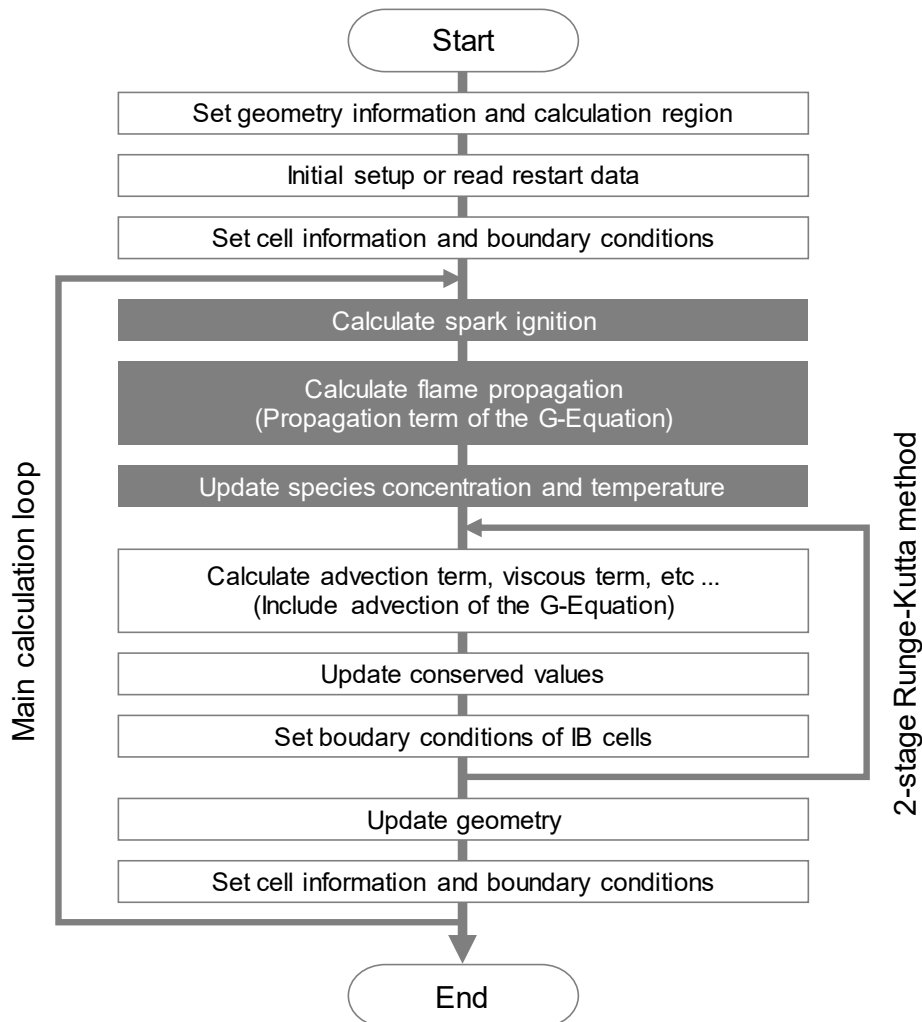 Start
Set geometry information and calculation region
Initial setup or read restart data
Set cell information and boundary conditions
Calculate spark ignition
Calculate flame propagation
(Propagation term of the G-Equation)
Update species concentration and temperature
Calculate advection term, viscous term, etc ...
(Include advection of the G-Equation)
Update conserved values
Set boudary conditions of IB cells
Update geometry
Set cell information and boundary conditions
End
Main calculation loop
2-stage Runge-Kutta method